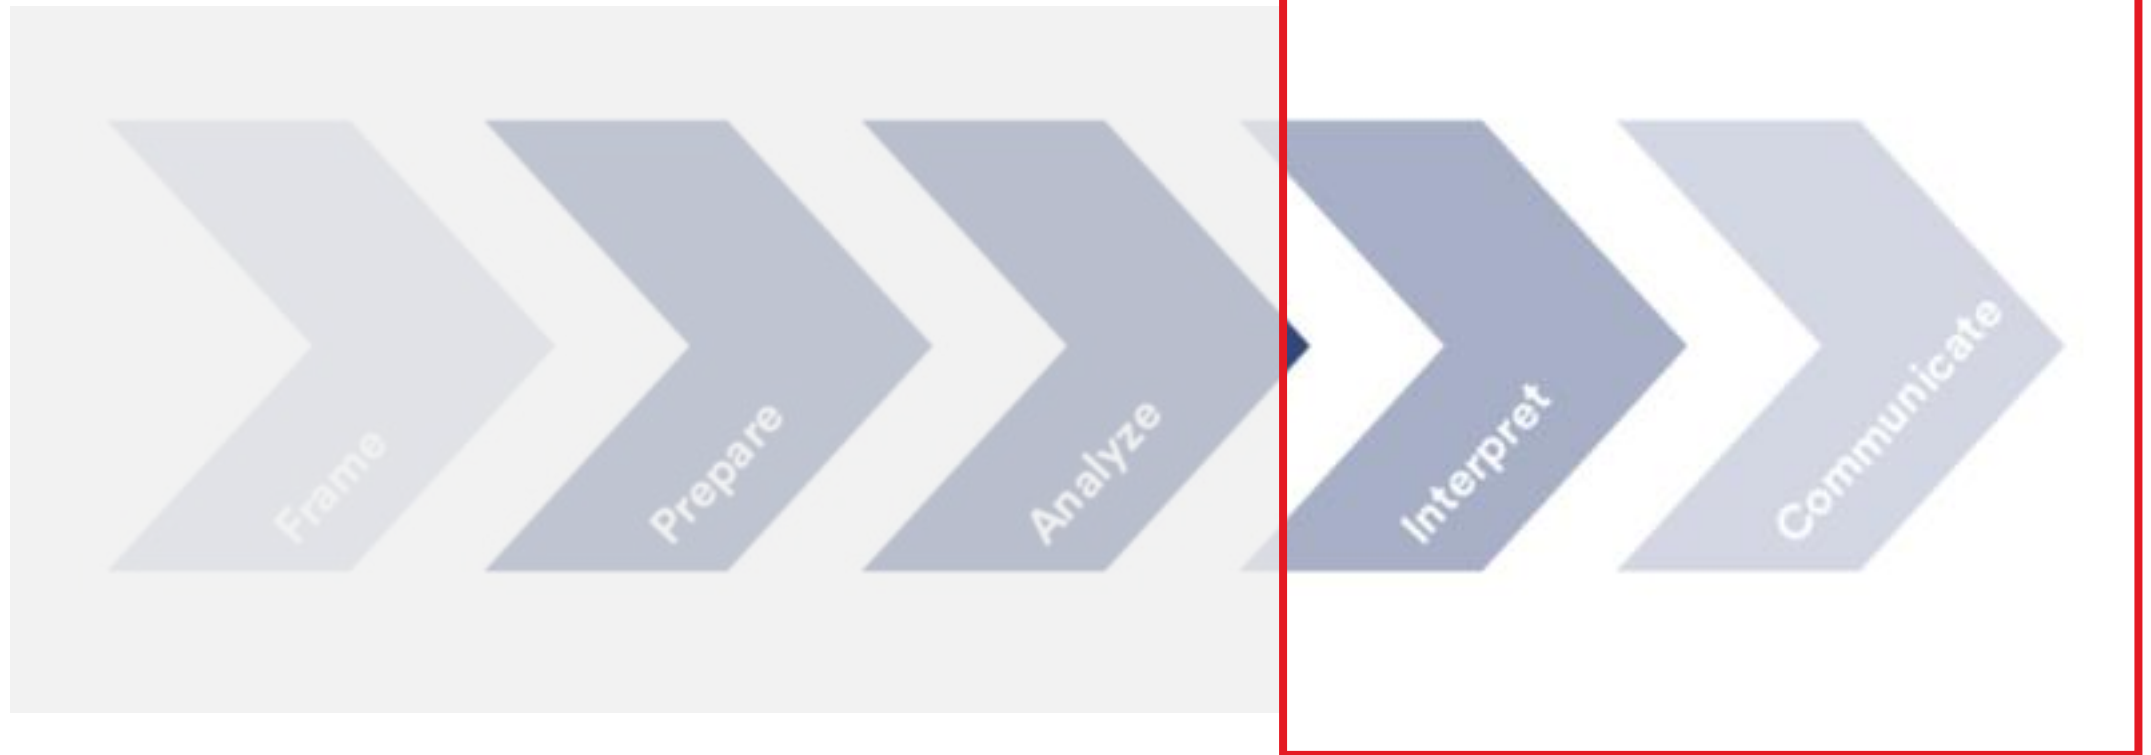 Frame
Prepare
Analyze
Interpret
Communicate